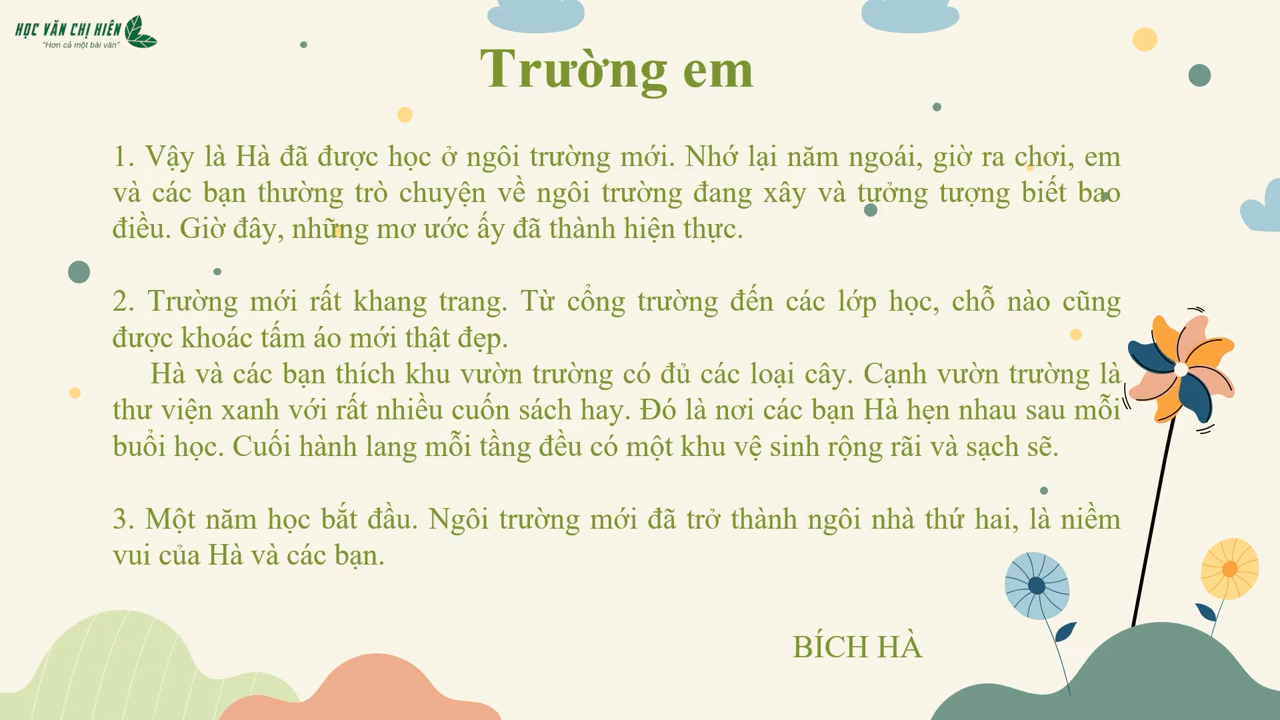 HỌC VĂN CHỊ HIÊN
"Hơn cả một bài văn"
Trường em
1. Vậy là Hà đã được học ở ngôi trường mới. Nhớ lại năm ngoái, giờ ra chơi, em
và các bạn thường trò chuyện về ngôi trường đang xây và tưởng tượng biết bao
điều. Giờ đây, những mơ ước ấy đã thành hiện thực.
2. Trường mới rất khang trang. Từ cổng trường đến các lớp học, chỗ nào cũng
được khoác tấm áo mới thật đẹp.
Hà và các bạn thích khu vườn trường có đủ các loại cây. Cạnh vườn trường là
thư viện xanh với rất nhiều cuốn sách hay. Đó là nơi các bạn Hà hẹn nhau sau mỗi
buổi học. Cuối hành lang mỗi tầng đều có một khu vệ sinh rộng rãi và sạch sẽ.
3. Một năm học bắt đầu. Ngôi trường mới đã trở thành ngôi nhà thứ hai, là niềm
vui của Hà và các bạn.
BÍCH HÀ